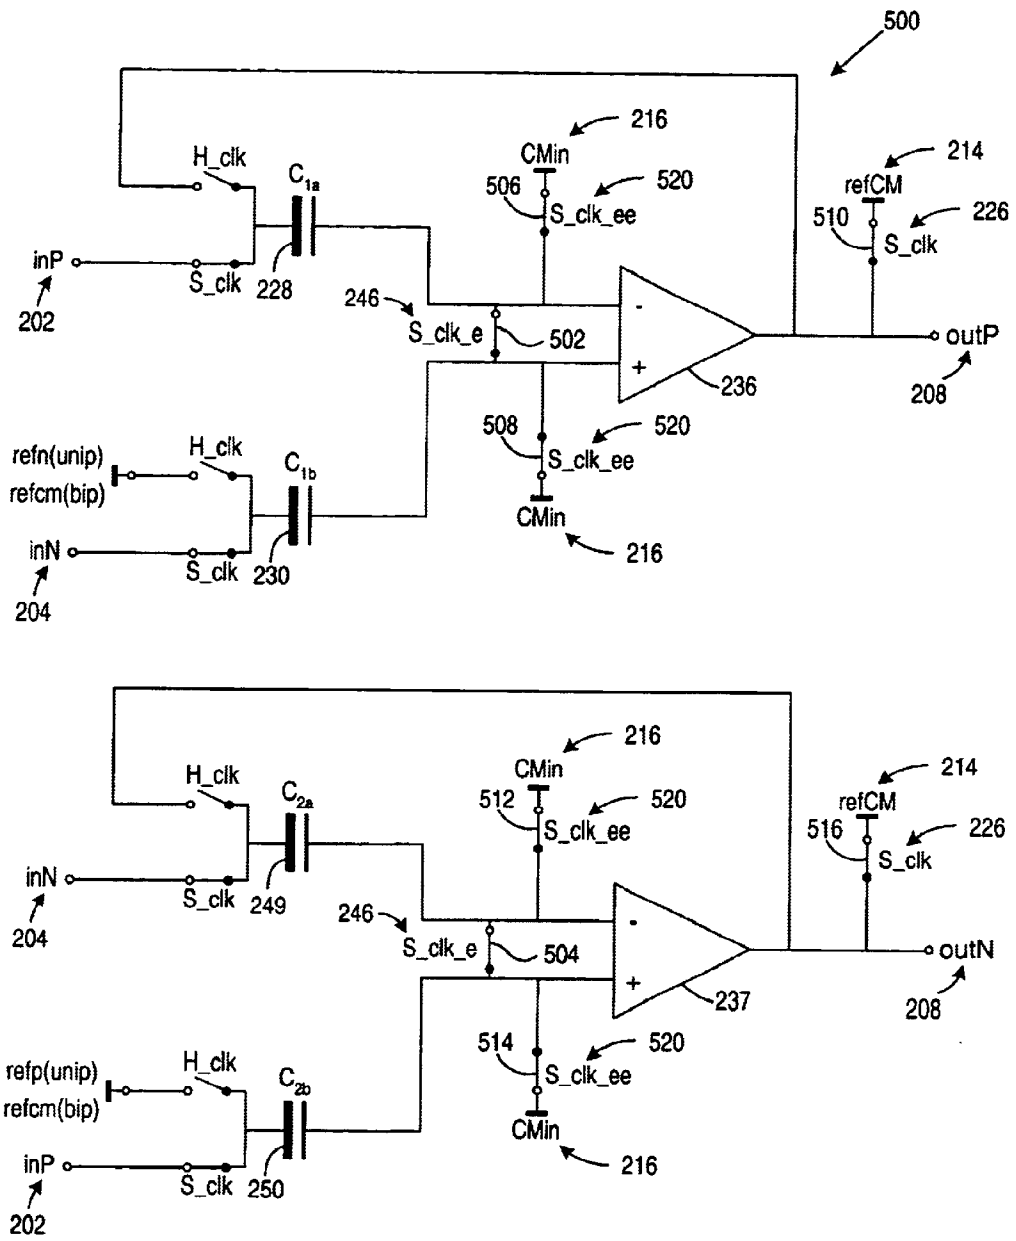 500
216
CMin
H_clk
C1a
506
520
S_clk_ee
214
refCM
510
226
S_clk
inP
202
S_clk
228
246
S_clk_e
502
-
+
236
outP
208
refn(unip)
refcm(bip)
H_clk
C1b
508
520
S_clk_ee
CMin
216
inN
204
S_clk
230
216
CMin
H_clk
C2a
512
520
S_clk_ee
214
refCM
516
226
S_clk
inN
204
S_clk
249
246
S_clk_e
504
-
+
237
outN
208
refp(unip)
refcm(bip)
H_clk
C2b
514
520
S_clk_ee
CMin
216
inP
202
S_clk
250